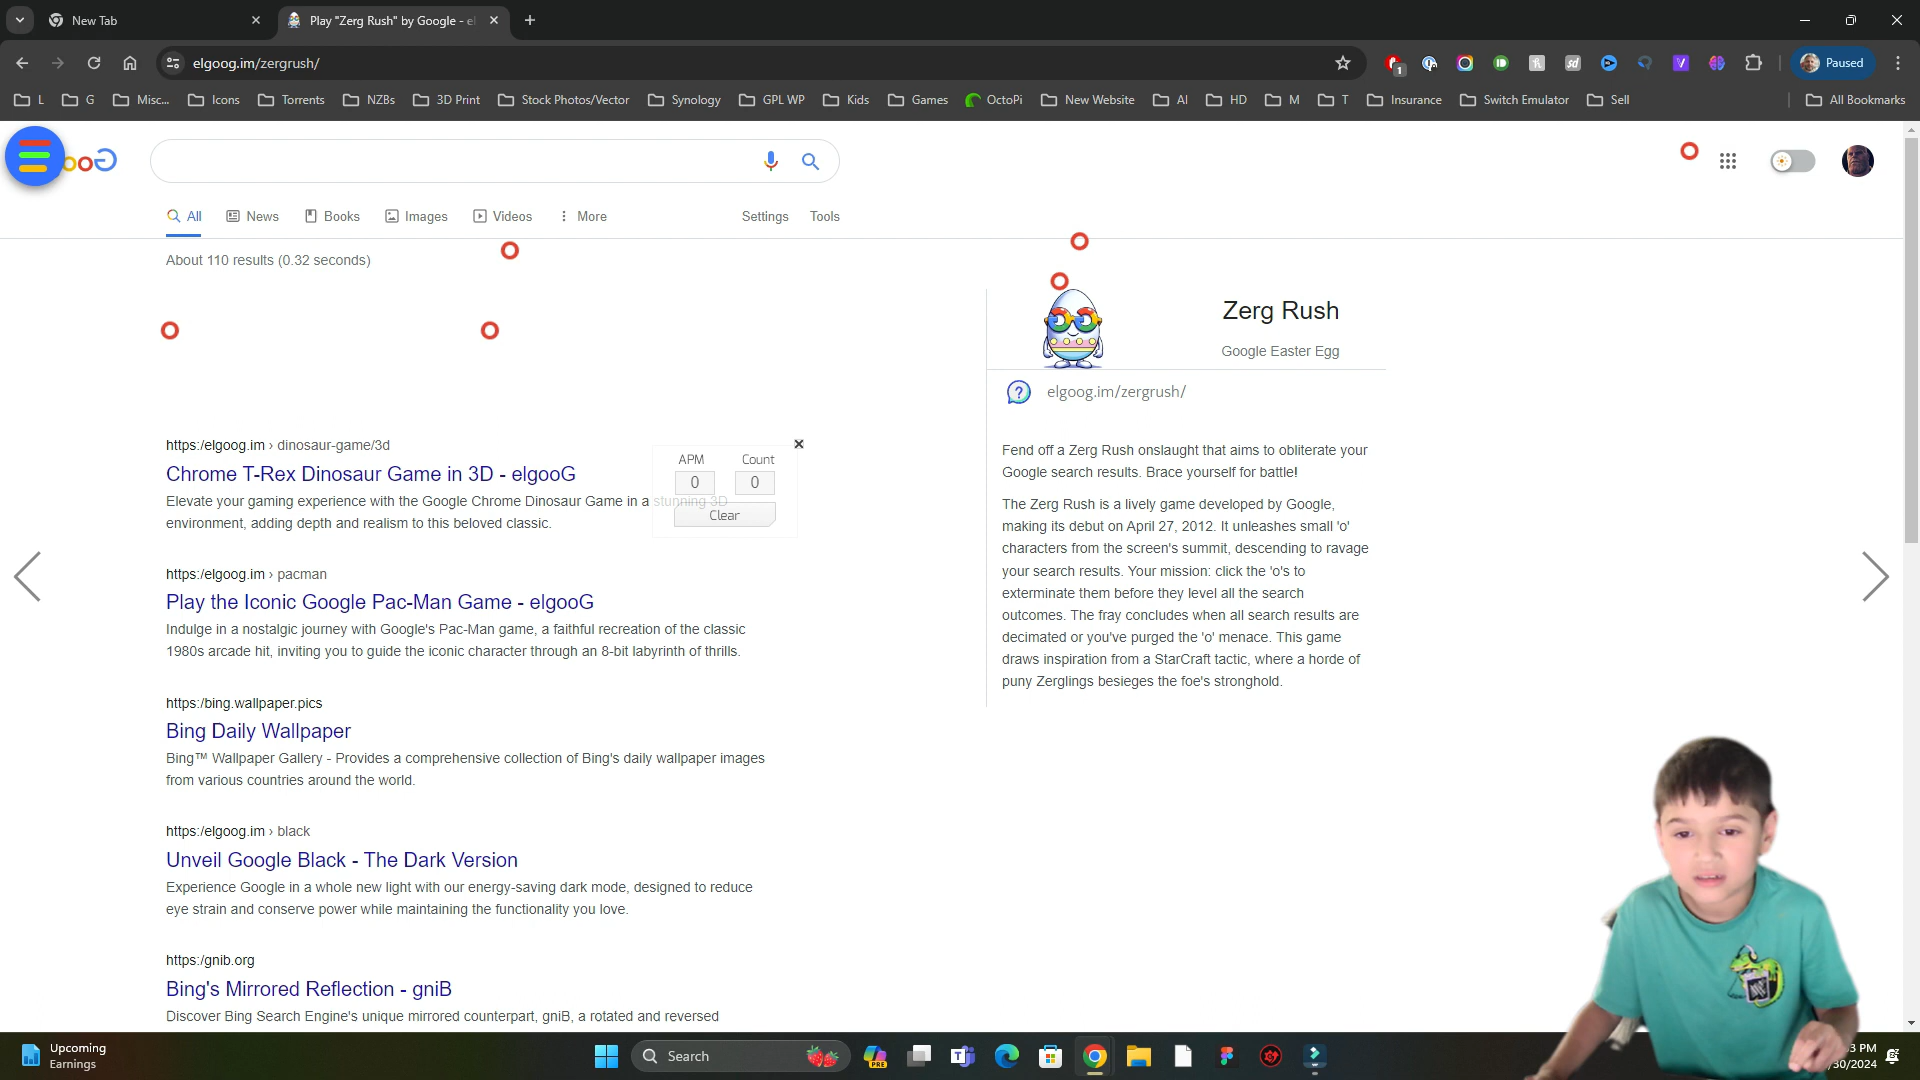 New Tab
Play "Zerg Rush" by Google - el
elgoog.im/zergrush/
1
Paused
L
G
Misc...
Icons
Torrents
NZBs
3D Print
Stock Photos/Vector
Synology
GPL WP
Kids
Games
OctoPi
New Website
AI
HD
M
T
Insurance
Switch Emulator
Sell
All Bookmarks
All
News
Books
Images
Videos
More
Settings
Tools
About 110 results (0.32 seconds)
https:/elgoog.im › dinosaur-game/3d
Chrome T-Rex Dinosaur Game in 3D - elgooG
Elevate your gaming experience with the Google Chrome Dinosaur Game in a stunning 3D
environment, adding depth and realism to this beloved classic.
APM
Count
0
0
Clear
https:/elgoog.im › pacman
Play the Iconic Google Pac-Man Game - elgooG
Indulge in a nostalgic journey with Google's Pac-Man game, a faithful recreation of the classic
1980s arcade hit, inviting you to guide the iconic character through an 8-bit labyrinth of thrills.
https:/bing.wallpaper.pics
Bing Daily Wallpaper
Bing™ Wallpaper Gallery - Provides a comprehensive collection of Bing's daily wallpaper images
from various countries around the world.
https:/elgoog.im › black
Unveil Google Black - The Dark Version
Experience Google in a whole new light with our energy-saving dark mode, designed to reduce
eye strain and conserve power while maintaining the functionality you love.
https:/gnib.org
Bing's Mirrored Reflection - gniB
Discover Bing Search Engine's unique mirrored counterpart, gniB, a rotated and reversed
Zerg Rush
Google Easter Egg
elgoog.im/zergrush/
Fend off a Zerg Rush onslaught that aims to obliterate your
Google search results. Brace yourself for battle!
The Zerg Rush is a lively game developed by Google,
making its debut on April 27, 2012. It unleashes small 'o'
characters from the screen's summit, descending to ravage
your search results. Your mission: click the 'o's to
exterminate them before they level all the search
outcomes. The fray concludes when all search results are
decimated or you've purged the 'o' menace. This game
draws inspiration from a StarCraft tactic, where a horde of
puny Zerglings besieges the foe's stronghold.
Upcoming
Earnings
Search
PRE
3 PM
/30/2024